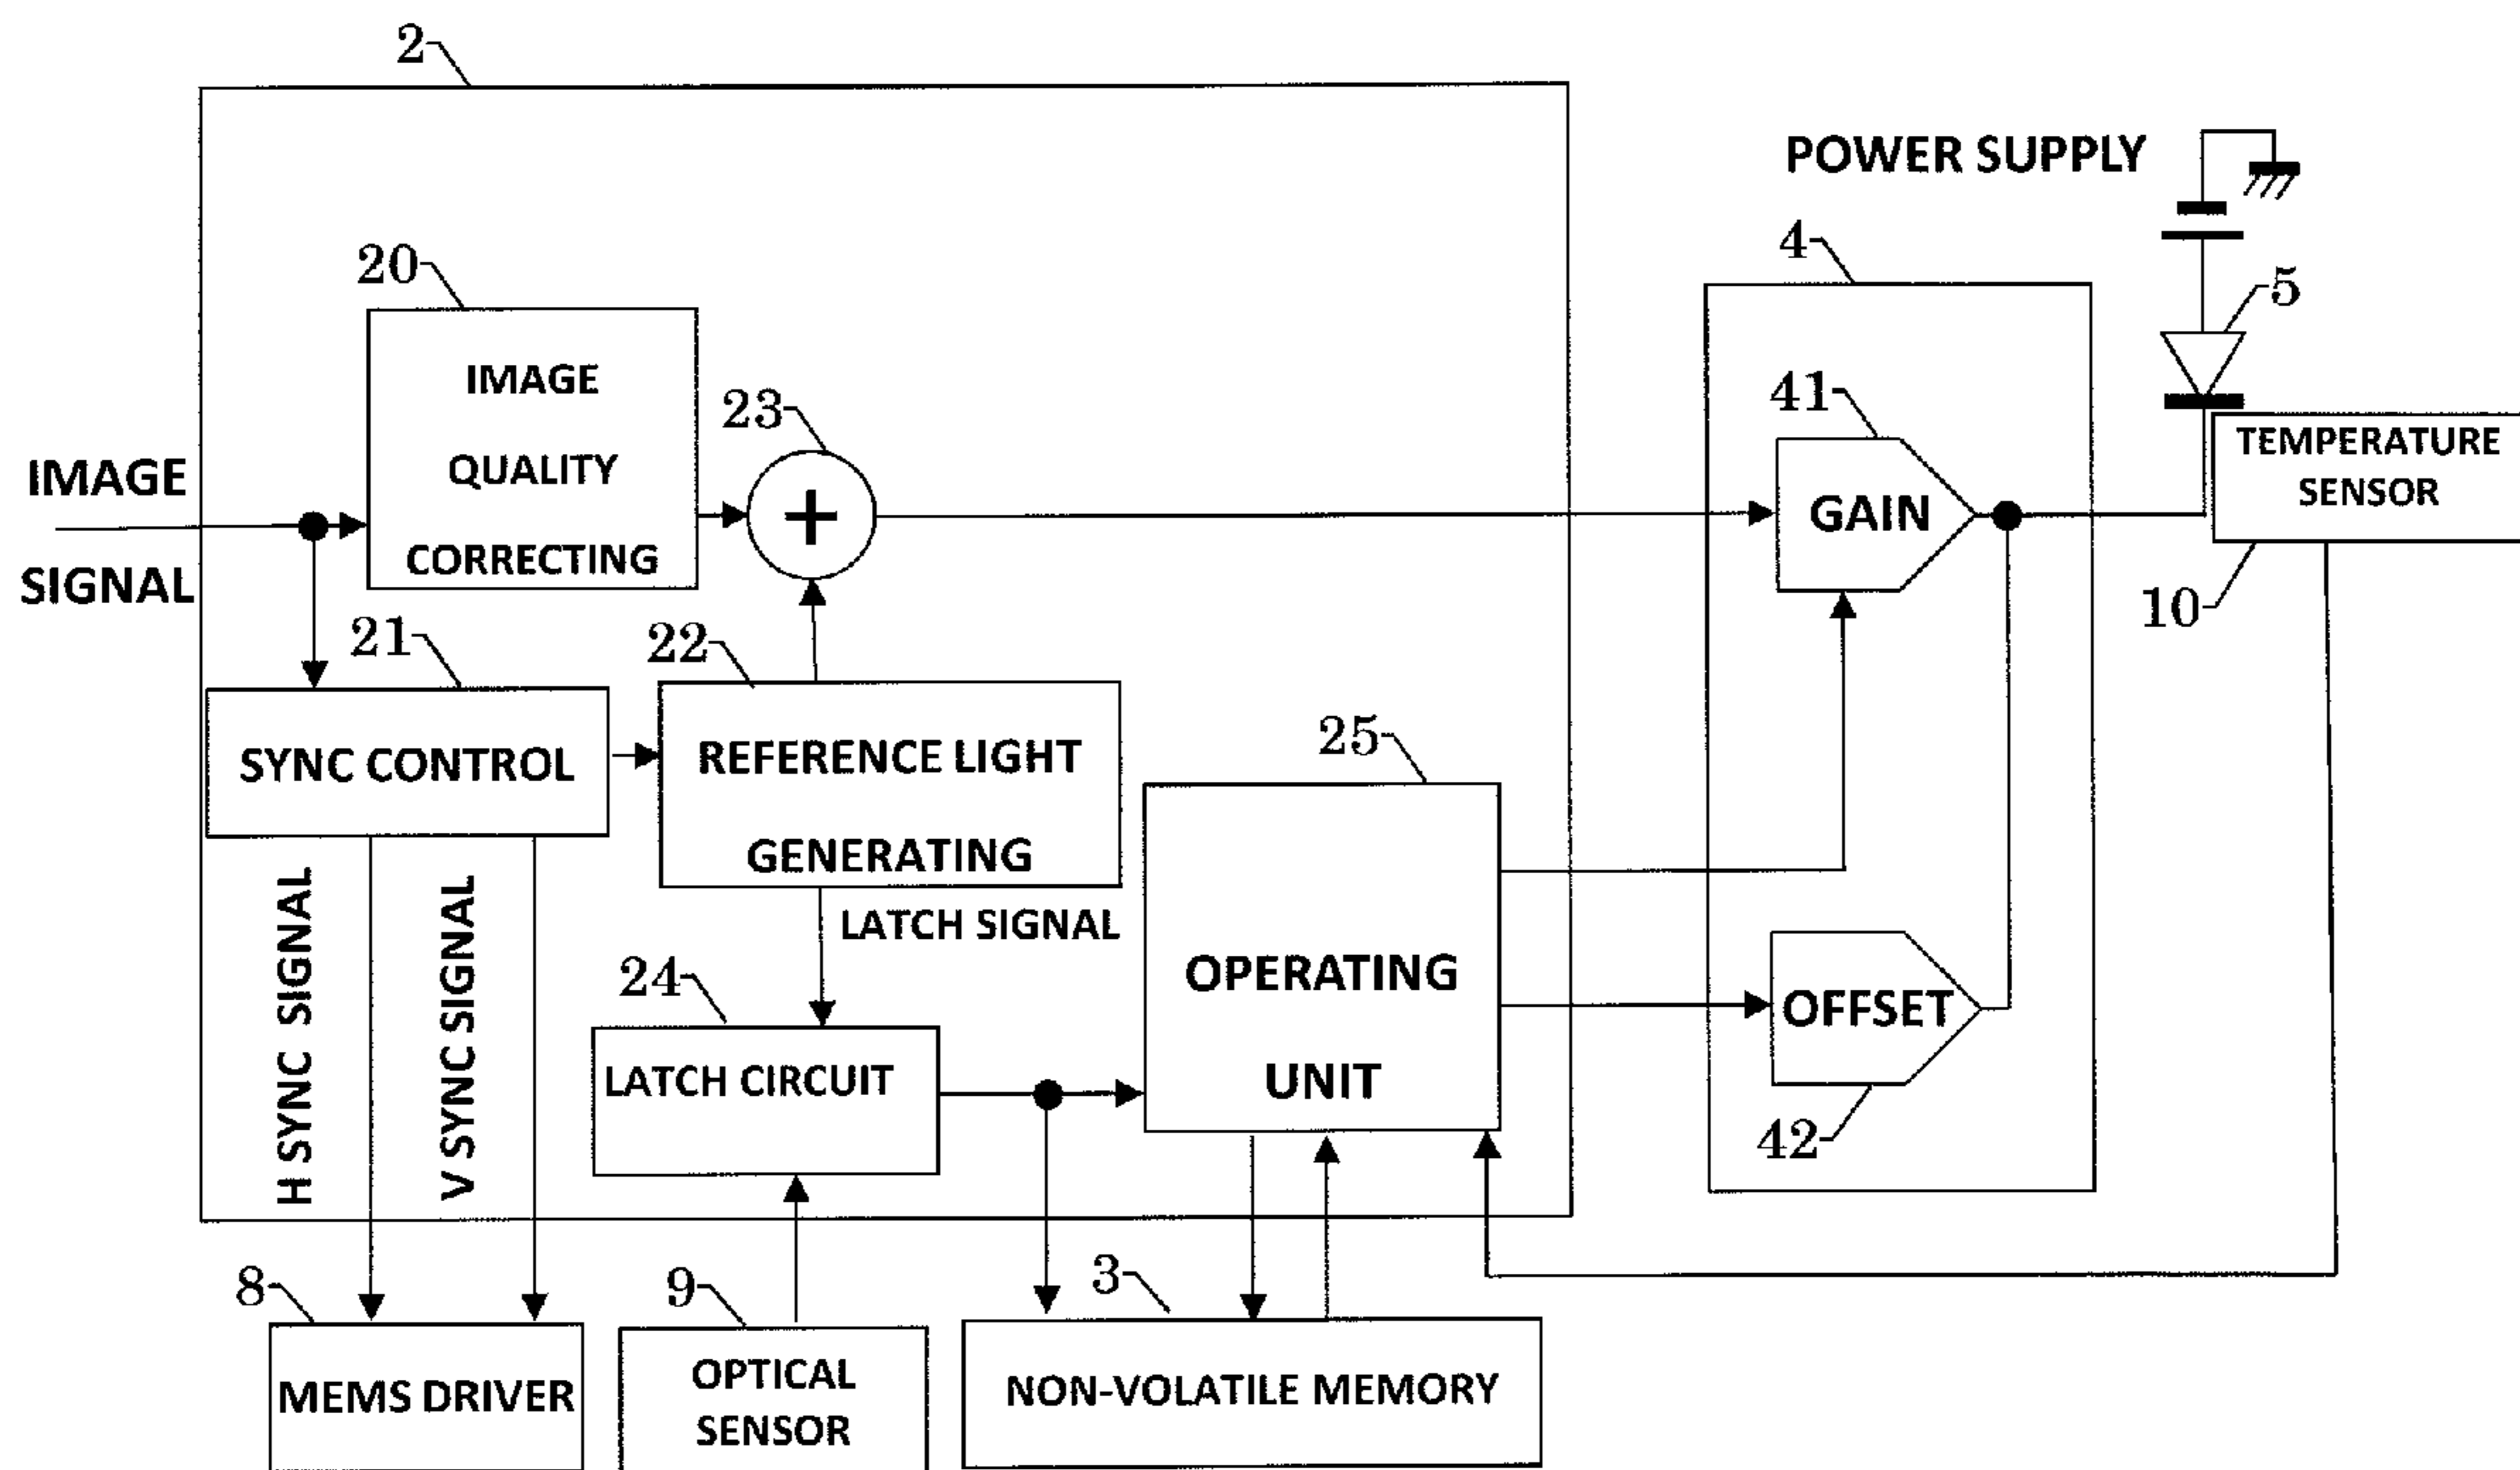 2
POWER SUPPLY
4
5
20
IMAGE
QUALITY
CORRECTING
23
+
41
GAIN
TEMPERATURE
SENSOR
10
IMAGE
SIGNAL
21
SYNC CONTROL
22
REFERENCE LIGHT
GENERATING
25
OPERATING
UNIT
LATCH SIGNAL
H SYNC SIGNAL
V SYNC SIGNAL
24
LATCH CIRCUIT
OFFSET
42
8
MEMS DRIVER
9
OPTICAL
SENSOR
3
NON-VOLATILE MEMORY